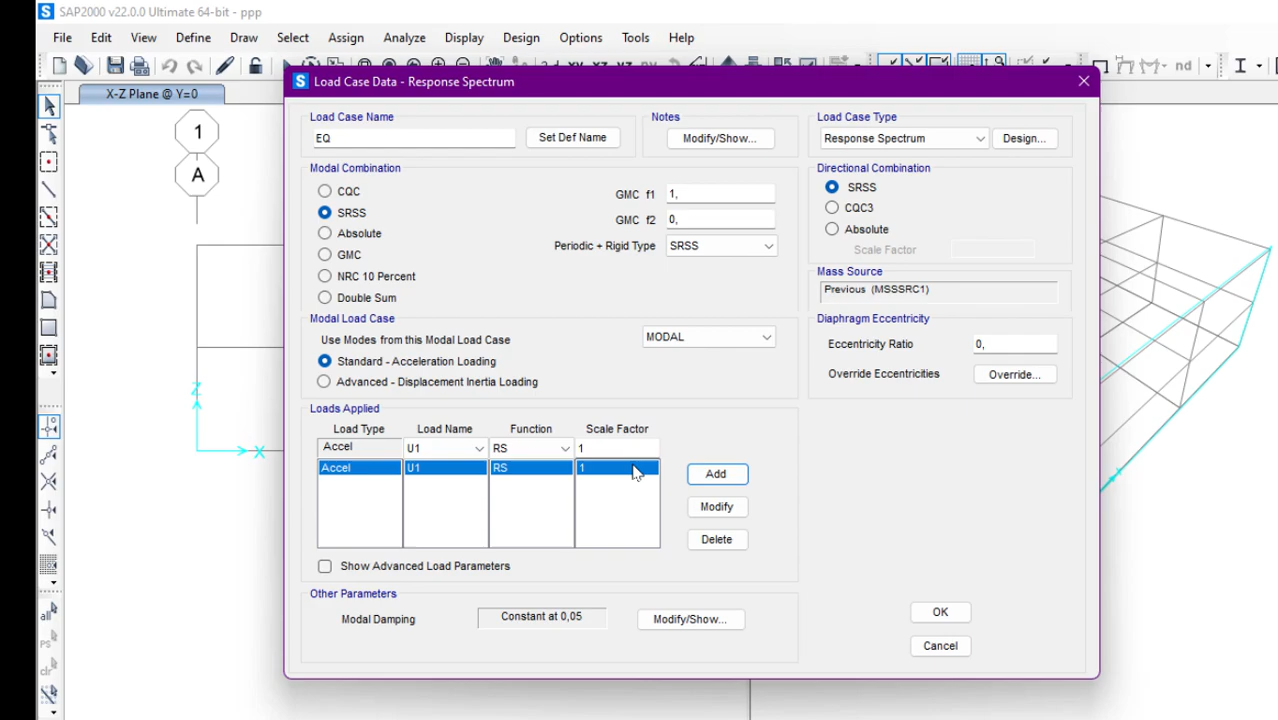 SAP2000 v22.0.0 Ultimate 64-bit - ppp
File Edit View Define Draw Select Assign Analyze Display Design Options Tools Help
nd
X-Z Plane @ Y=0
1
A
Z
X
all
PS
clr
Load Case Data - Response Spectrum
Load Case Name
EQ
Set Def Name
Notes
Modify/Show...
Load Case Type
Response Spectrum
Design...
Modal Combination
CQC
SRSS
Absolute
GMC
NRC 10 Percent
Double Sum
GMC f1 1,
GMC f2 0,
Periodic + Rigid Type SRSS
Directional Combination
SRSS
CQC3
Absolute
Scale Factor
Mass Source
Previous (MSSSRC1)
Modal Load Case
Use Modes from this Modal Load Case MODAL
Standard - Acceleration Loading
Advanced - Displacement Inertia Loading
Diaphragm Eccentricity
Eccentricity Ratio 0,
Override Eccentricities Override...
Loads Applied
Load Type Load Name Function Scale Factor
Accel U1 RS 1
Accel U1 RS 1
Add
Modify
Delete
Show Advanced Load Parameters
Other Parameters
Modal Damping Constant at 0,05 Modify/Show...
OK
Cancel